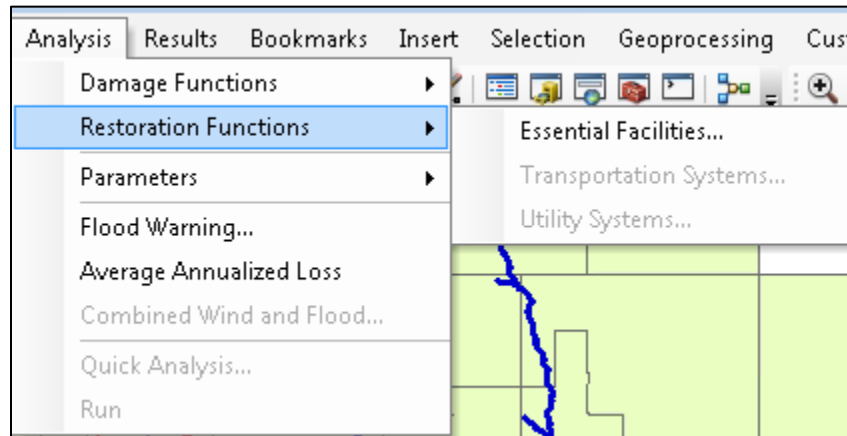 Analysis Results Bookmarks Insert Selection Geoprocessing Cus
Damage Functions
Restoration Functions
Essential Facilities...
Parameters
Transportation Systems...
Flood Warning...
Utility Systems...
Average Annualized Loss
Combined Wind and Flood...
Quick Analysis...
Run